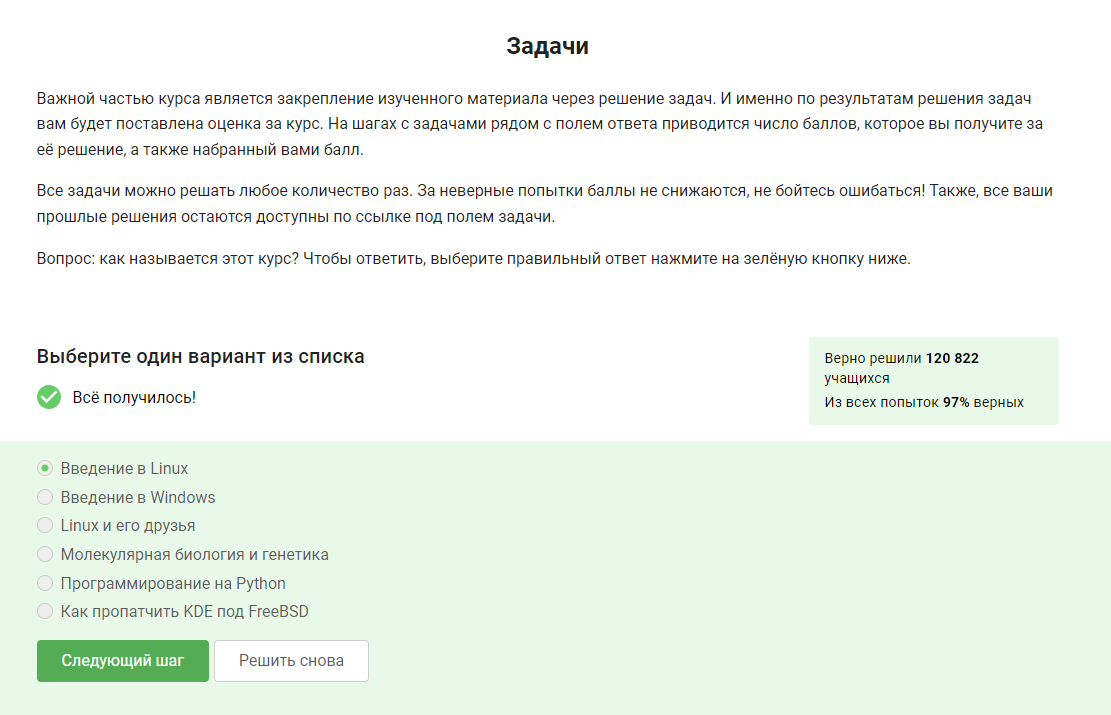 Задачи
Важной частью курса является закрепление изученного материала через решение задач. И именно по результатам решения задач
вам будет поставлена оценка за курс. На шагах с задачами рядом с полем ответа приводится число баллов, которое вы получите за
её решение, а также набранный вами балл.
Все задачи можно решать любое количество раз. За неверные попытки баллы не снижаются, не бойтесь ошибаться! Также, все ваши
прошлые решения остаются доступны по ссылке под полем задачи.
Вопрос: как называется этот курс? Чтобы ответить, выберите правильный ответ нажмите на зелёную кнопку ниже.
Выберите один вариант из списка
Всё получилось!
Верно решили 120 822
учащихся
Из всех попыток 97% верных
Введение в Linux
Введение в Windows
Linux и его друзья
Молекулярная биология и генетика
Программирование на Python
Как пропатчить KDE под FreeBSD
Следующий шаг
Решить снова